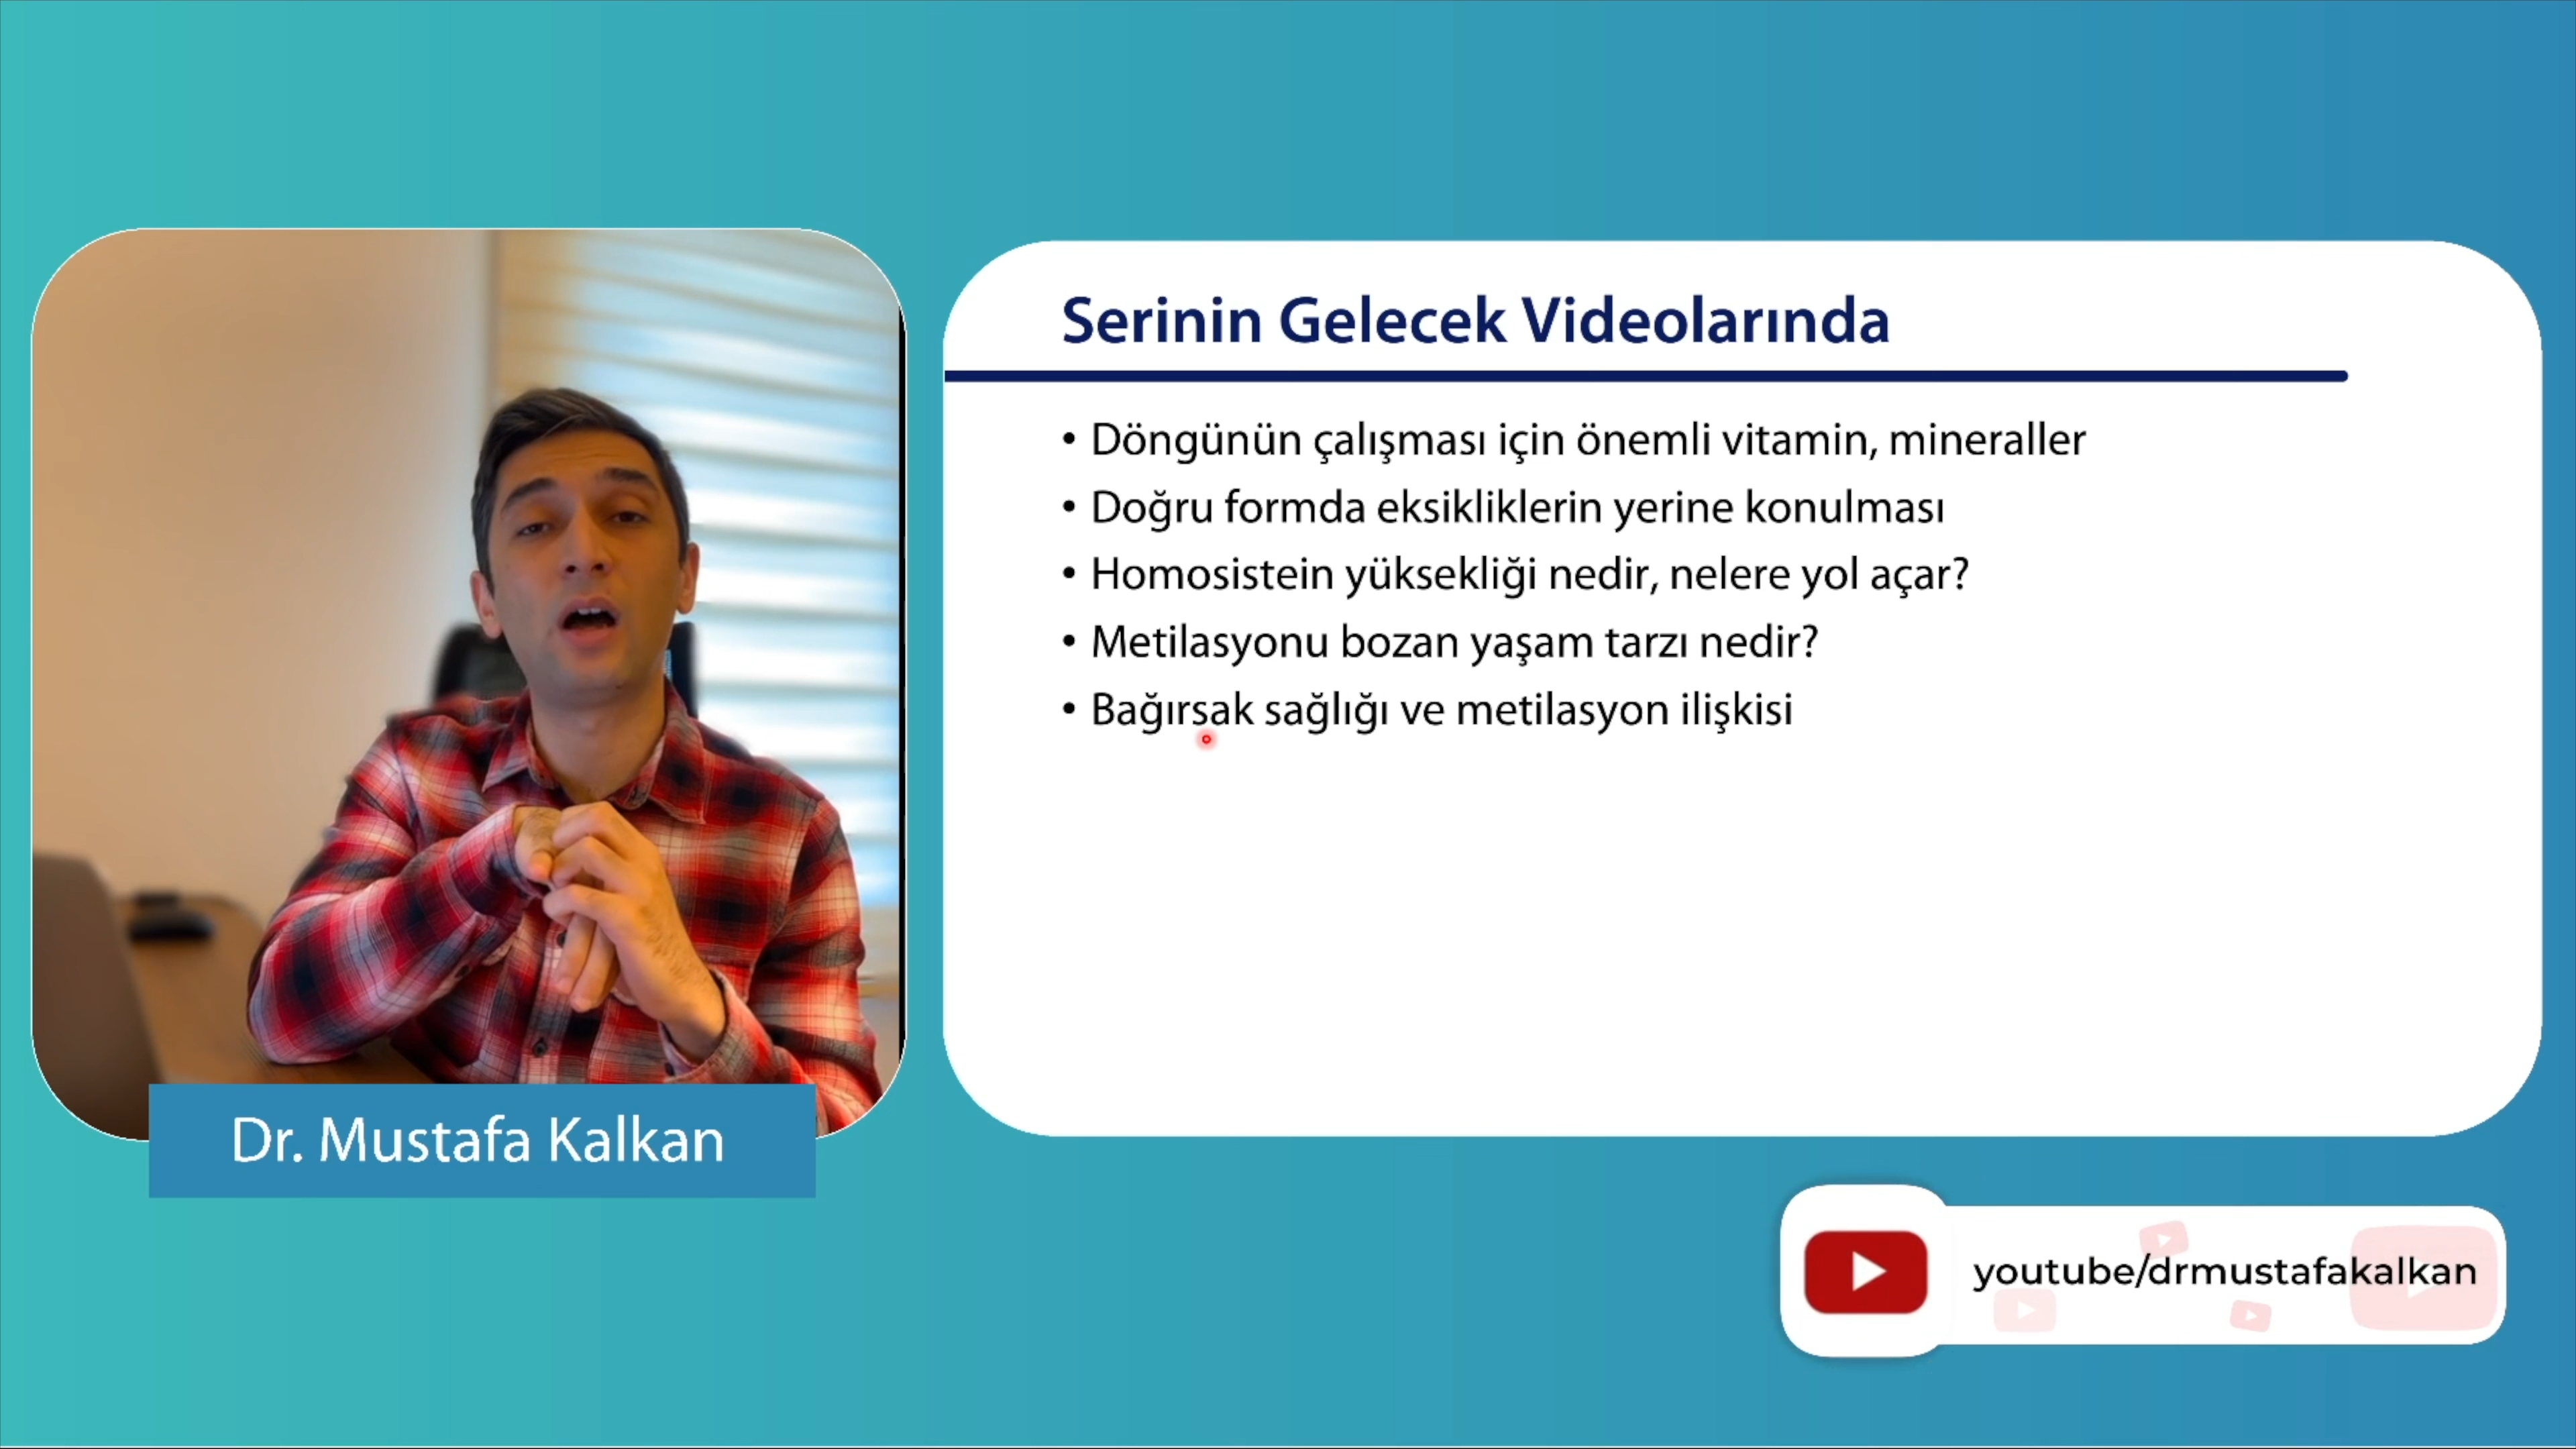 Serinin Gelecek Videolarında
• Döngünün çalışması için önemli vitamin, mineraller
• Doğru formda eksikliklerin yerine konulması
• Homosistein yüksekliği nedir, nelere yol açar?
• Metilasyonu bozan yaşam tarzı nedir?
• Bağırsak sağlığı ve metilasyon ilişkisi
Dr. Mustafa Kalkan
youtube/drmustafakalkan